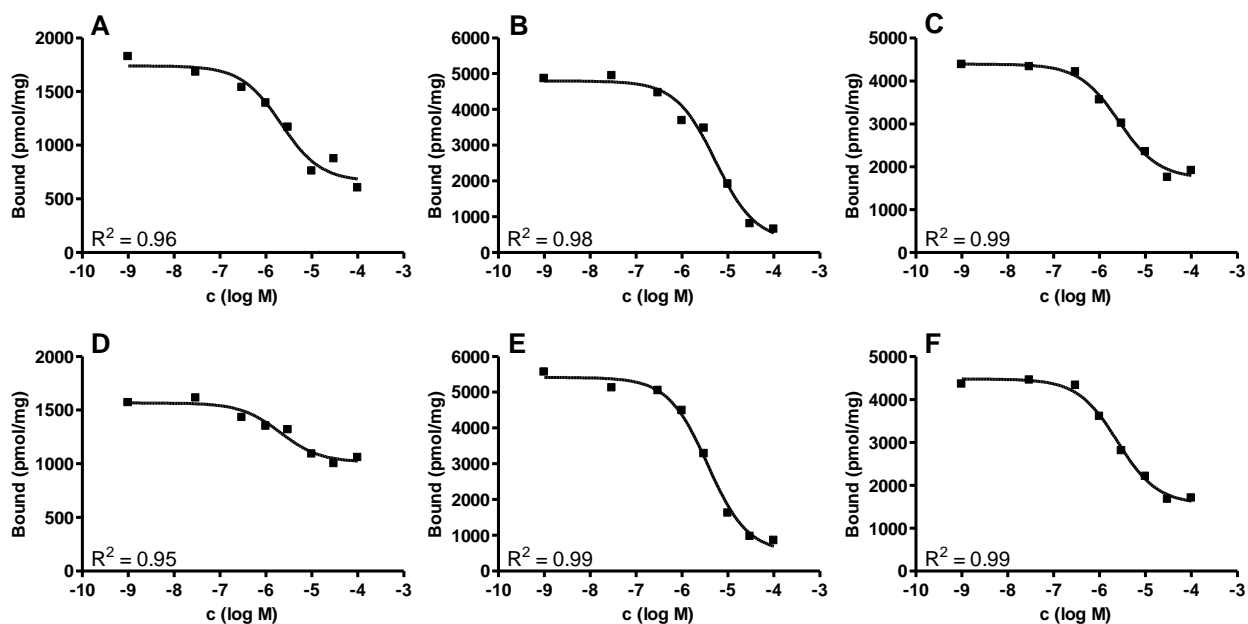 A
Bound (pmol/mg)
2000
1500
1000
500
0
R² = 0.96
-10 -9 -8 -7 -6 -5 -4 -3
c (log M)
B
Bound (pmol/mg)
6000
5000
4000
3000
2000
1000
0
R² = 0.98
-10 -9 -8 -7 -6 -5 -4 -3
c (log M)
C
Bound (pmol/mg)
5000
4000
3000
2000
1000
0
R² = 0.99
-10 -9 -8 -7 -6 -5 -4 -3
c (log M)
D
Bound (pmol/mg)
2000
1500
1000
500
0
R² = 0.95
-10 -9 -8 -7 -6 -5 -4 -3
c (log M)
E
Bound (pmol/mg)
6000
5000
4000
3000
2000
1000
0
R² = 0.99
-10 -9 -8 -7 -6 -5 -4 -3
c (log M)
F
Bound (pmol/mg)
5000
4000
3000
2000
1000
0
R² = 0.99
-10 -9 -8 -7 -6 -5 -4 -3
c (log M)